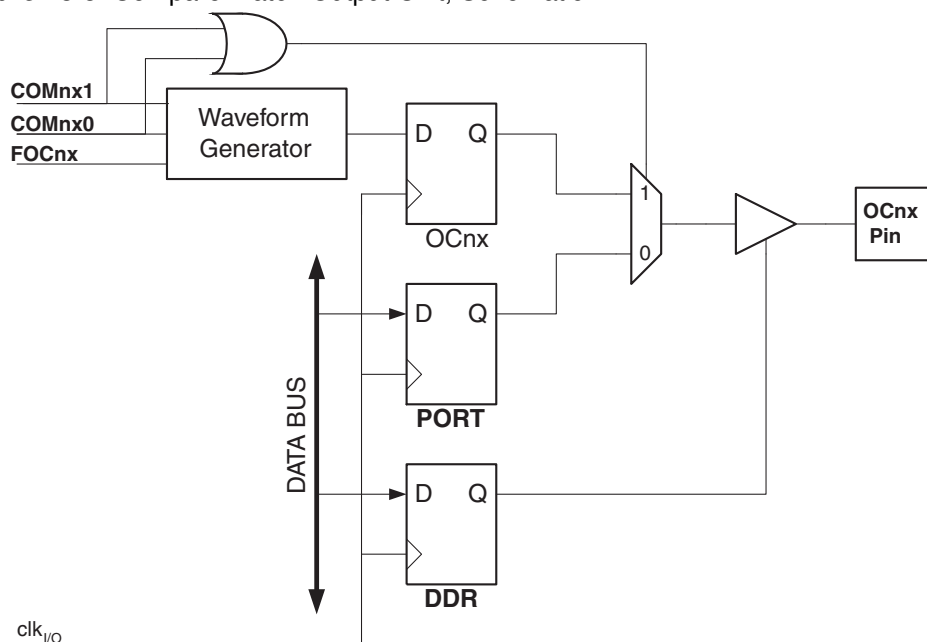 COMnx1
COMnx0
FOCnx
Waveform
Generator
D Q
OCnx
1
0
OCnx
Pin
D Q
PORT
D Q
DDR
DATA BUS
clkI/O